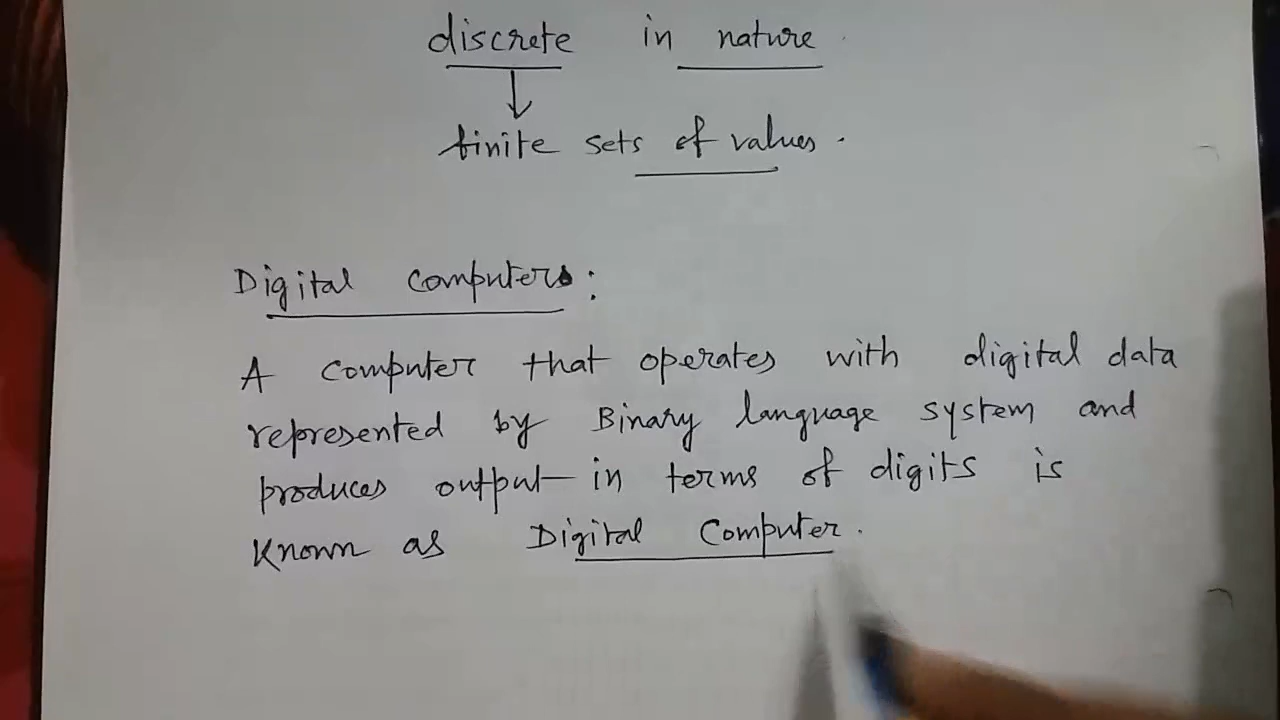 discrete in nature
finite sets of values.
Digital Computers:
A computer that operates with digital data
represented by Binary language system and
produces output in terms of digits is
Known as Digital Computer.